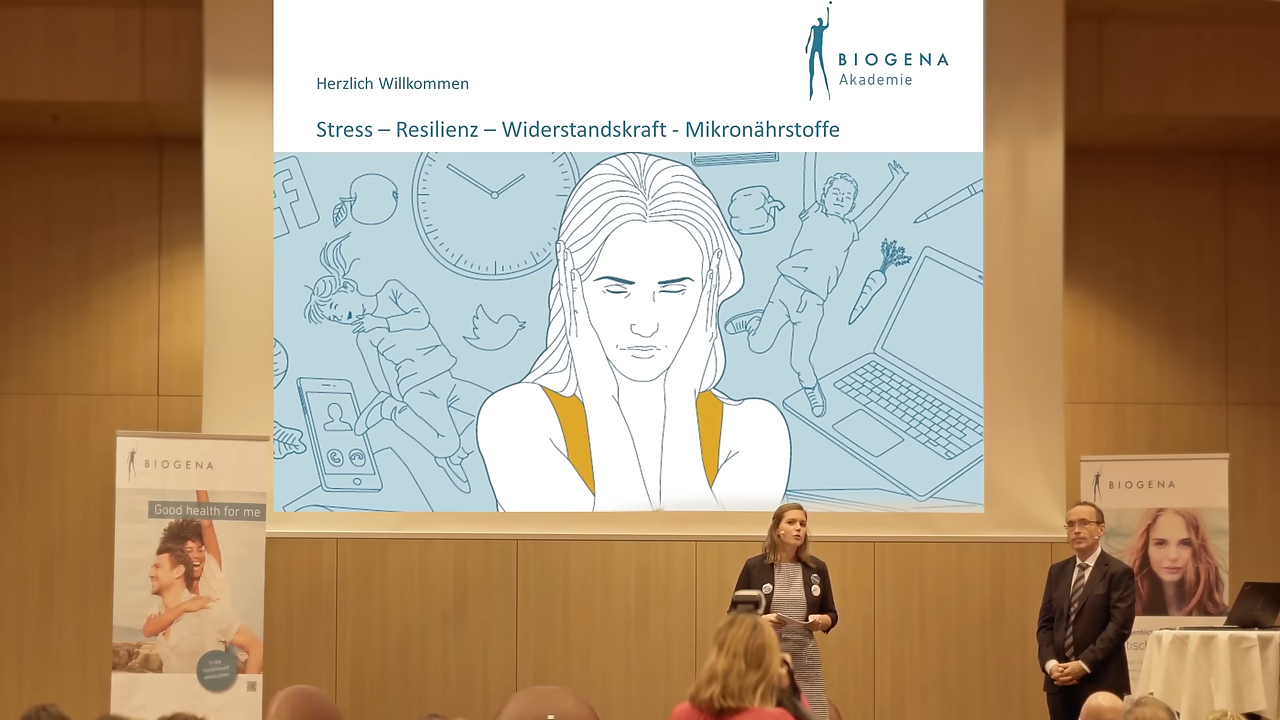 BIOGENA
Akademie
Herzlich Willkommen
Stress – Resilienz – Widerstandskraft - Mikronährstoffe
BIOGENA
Good health for me
BIOGENA